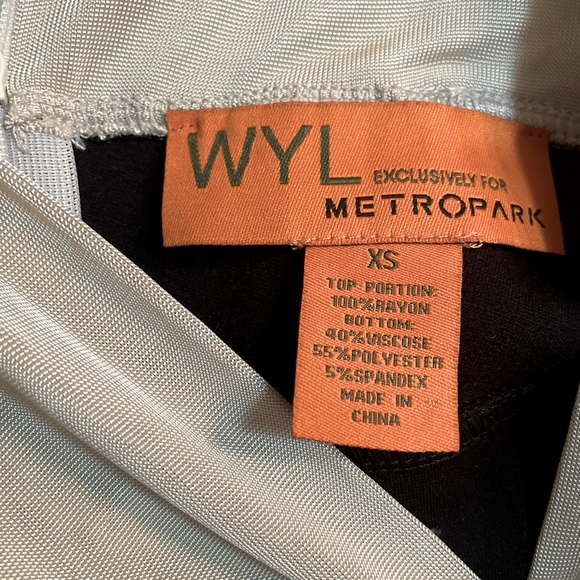 WYL EXCLUSIVELY FOR
METROPARK
XS
TOP PORTION:
100%RAYON
BOTTOM:
40%VISCOSE
55%POLYESTER
5%SPANDEX
MADE IN
CHINA